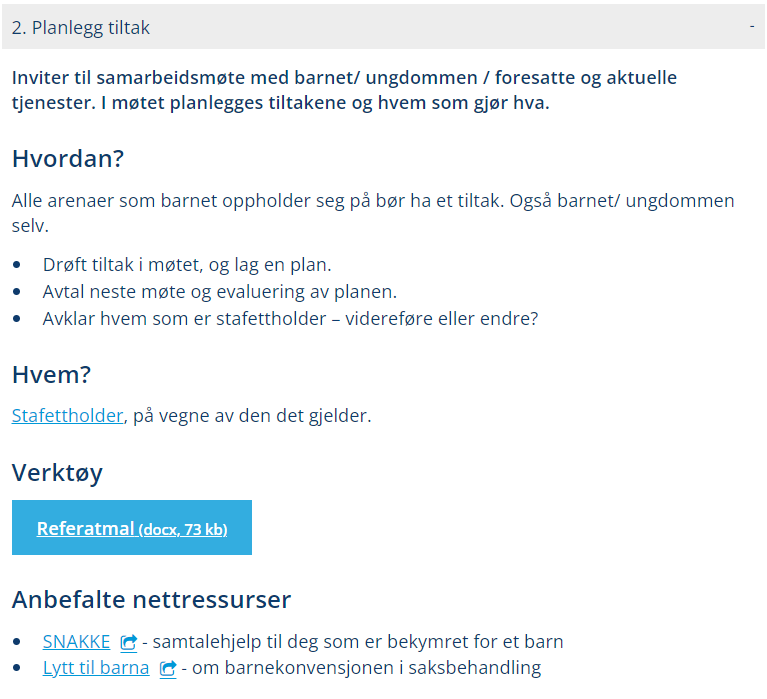 2. Planlegg tiltak -
Inviter til samarbeidsmøte med barnet/ ungdommen / foresatte og aktuelle
tjenester. I møtet planlegges tiltakene og hvem som gjør hva.
Hvordan?
Alle arenaer som barnet oppholder seg på bør ha et tiltak. Også barnet/ ungdommen
selv.
• Drøft tiltak i møtet, og lag en plan.
• Avtal neste møte og evaluering av planen.
• Avklar hvem som er stafettholder – videreføre eller endre?
Hvem?
Stafettholder, på vegne av den det gjelder.
Verktøy
Referatmal (docx, 73 kb)
Anbefalte nettressurser
• SNAKKE - samtalehjelp til deg som er bekymret for et barn
• Lytt til barna - om barnekonvensjonen i saksbehandling